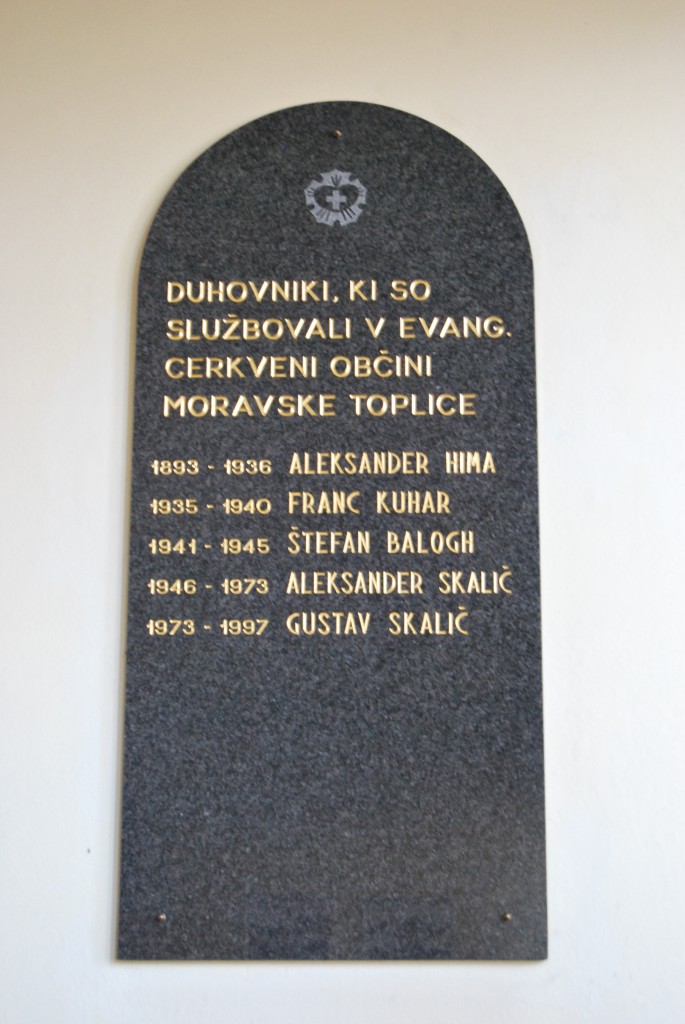 DUHOVNIKI, KI SO
SLUŽBOVALI V EVANG.
CERKVENI OBČINI
MORAVSKE TOPLICE
1893 - 1936 ALEKSANDER HIMA
1935 - 1940 FRANC KUHAR
1941 - 1945 ŠTEFAN BALOGH
1946 - 1973 ALEKSANDER SKALIČ
1973 - 1997 GUSTAV SKALIČ